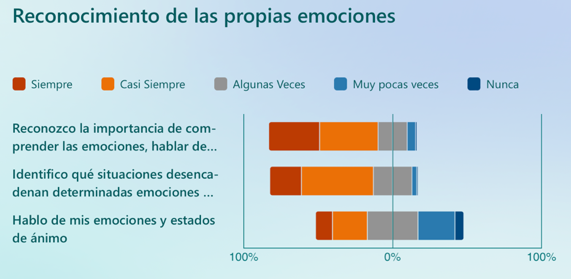 Reconocimiento de las propias emociones
Siempre
Casi Siempre
Algunas Veces
Muy pocas veces
Nunca
Reconozco la importancia de com-
prender las emociones, hablar de...
Identifico qué situaciones desenca-
denan determinadas emociones ...
Hablo de mis emociones y estados
de ánimo
100%
0%
100%